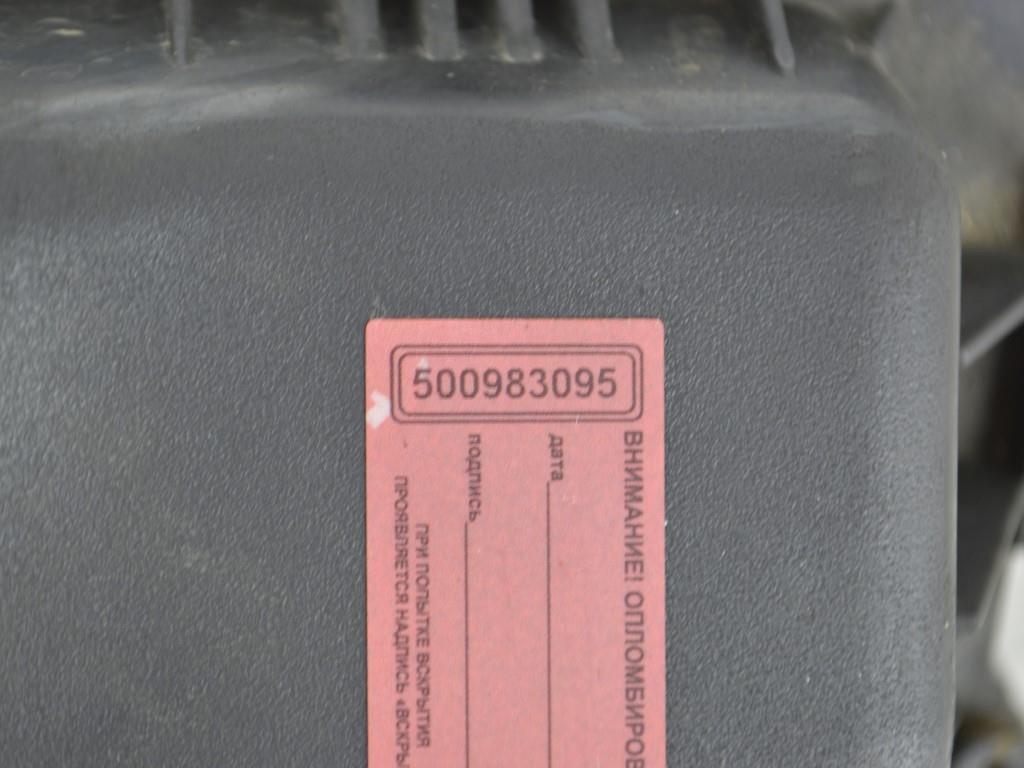 500983095
ВНИМАНИЕ! ОПЛОМБИРОВ
дата
подпись
ПРИ ПОПЫТКЕ ВСКРЫТИЯ
ПРОЯВЛЯЕТСЯ НАДПИСЬ «ВСКРЫ